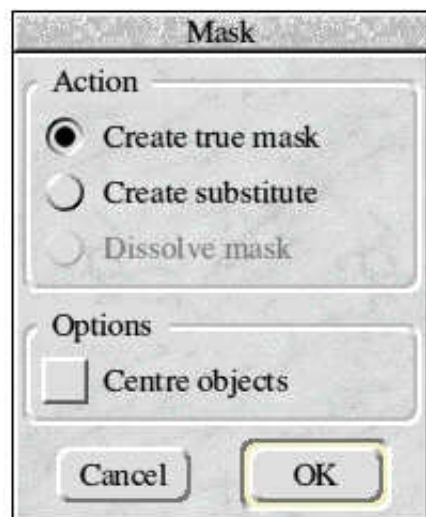 Mask
Action
Create true mask
Create substitute
Dissolve mask
Options
Centre objects
Cancel OK